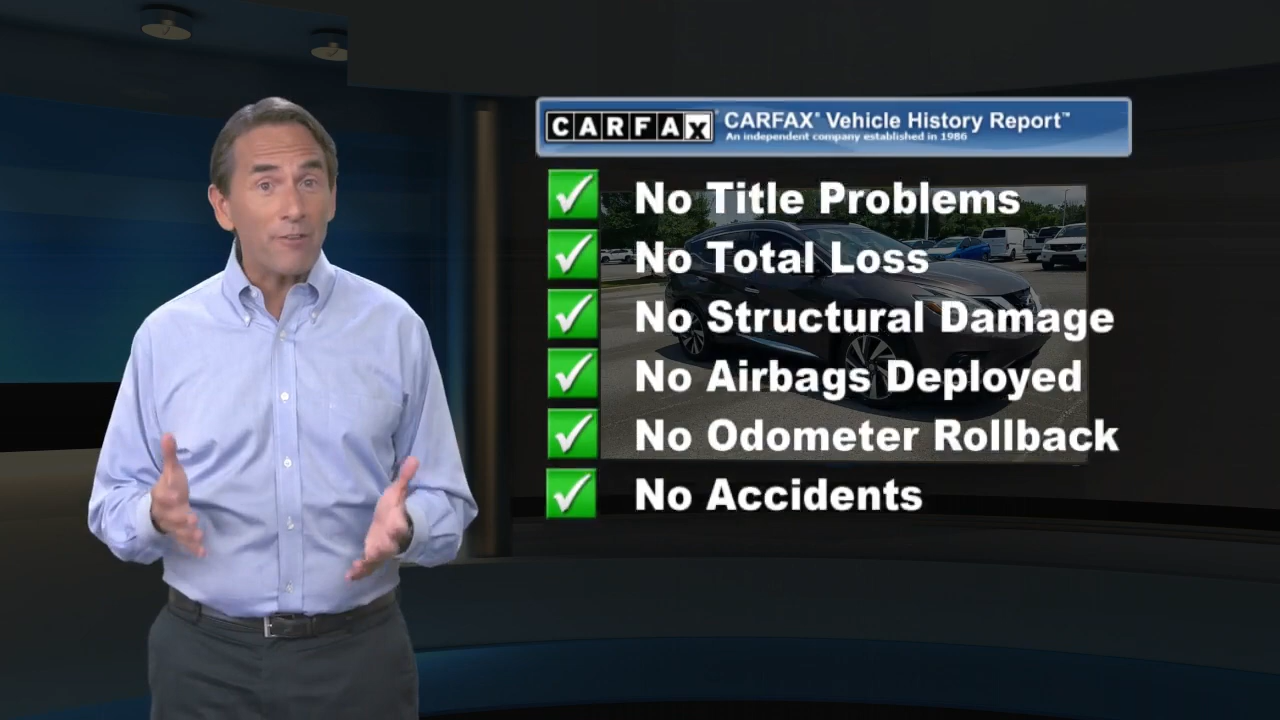 CARFAX
CARFAX® Vehicle History Report™
An independent company established in 1986
No Title Problems
No Total Loss
No Structural Damage
No Airbags Deployed
No Odometer Rollback
No Accidents